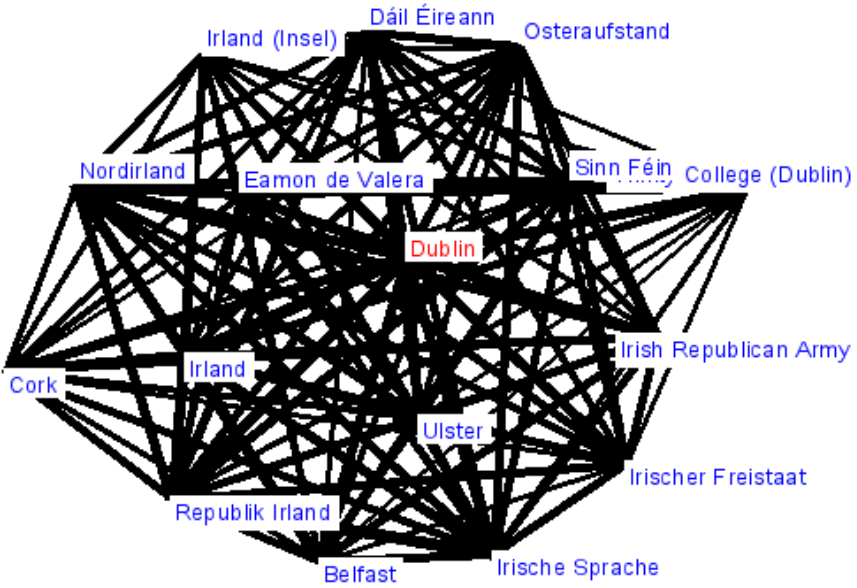 Dáil Éireann
Osteraufstand
Irland (Insel)
Nordirland
Eamon de Valera
Sinn Féin
College (Dublin)
Dublin
Irish Republican Army
Irland
Cork
Ulster
Irischer Freistaat
Republik Irland
Irische Sprache
Belfast